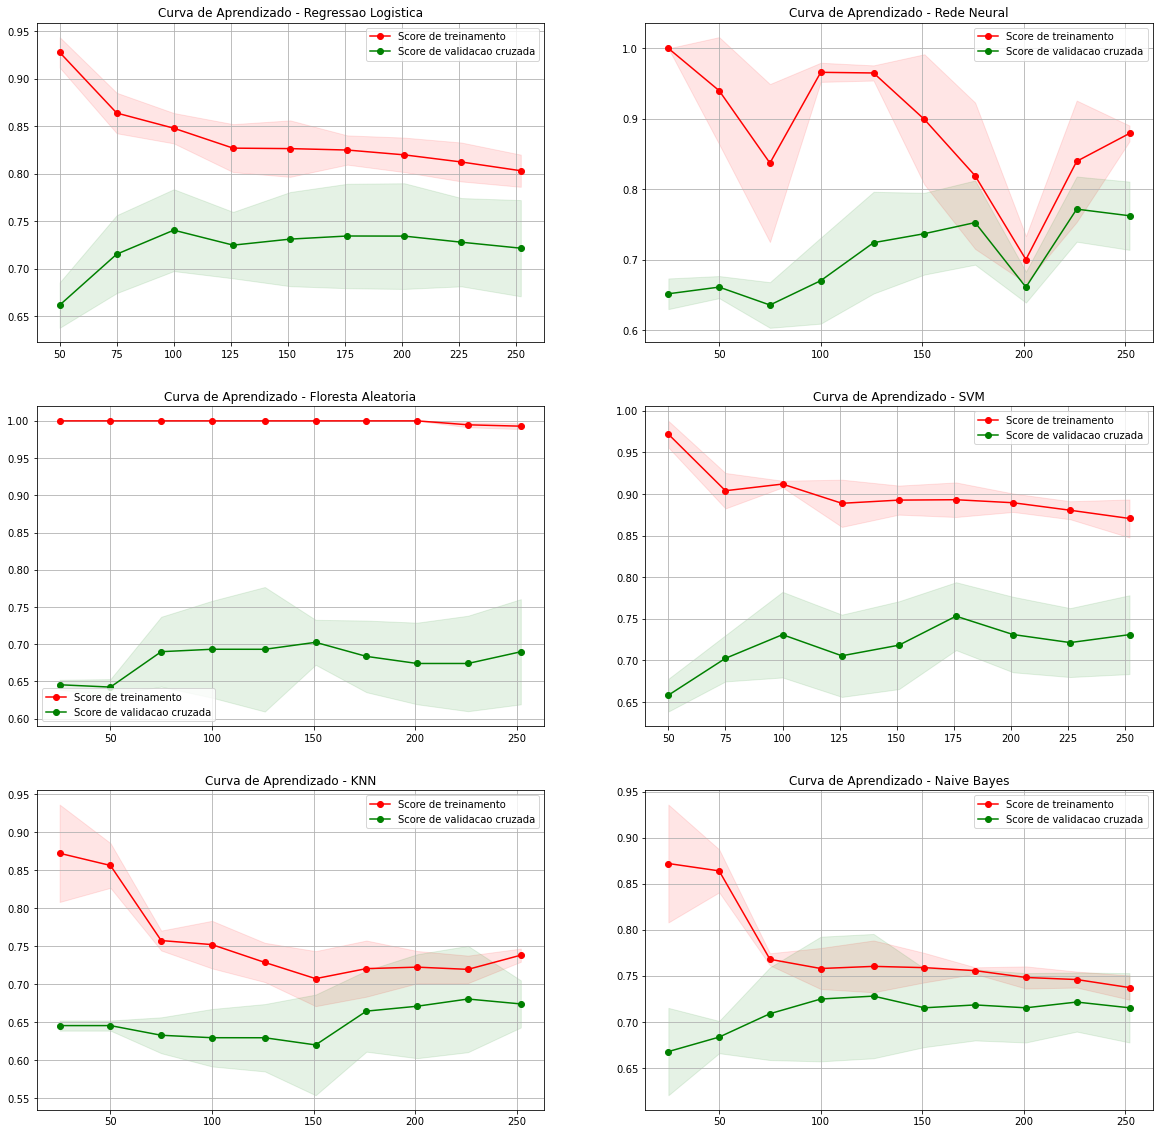 Curva de Aprendizado - Regressao Logistica
0.95
0.90
0.85
0.80
0.75
0.70
0.65
Score de treinamento
Score de validacao cruzada
50 75 100 125 150 175 200 225 250
Curva de Aprendizado - Rede Neural
1.0
0.9
0.8
0.7
0.6
Score de treinamento
Score de validacao cruzada
50 100 150 200 250
Curva de Aprendizado - Floresta Aleatoria
1.00
0.95
0.90
0.85
0.80
0.75
0.70
0.65
0.60
Score de treinamento
Score de validacao cruzada
50 100 150 200 250
Curva de Aprendizado - SVM
1.00
0.95
0.90
0.85
0.80
0.75
0.70
0.65
Score de treinamento
Score de validacao cruzada
50 75 100 125 150 175 200 225 250
Curva de Aprendizado - KNN
0.95
0.90
0.85
0.80
0.75
0.70
0.65
0.60
0.55
Score de treinamento
Score de validacao cruzada
50 100 150 200 250
Curva de Aprendizado - Naive Bayes
0.95
0.90
0.85
0.80
0.75
0.70
0.65
Score de treinamento
Score de validacao cruzada
50 100 150 200 250